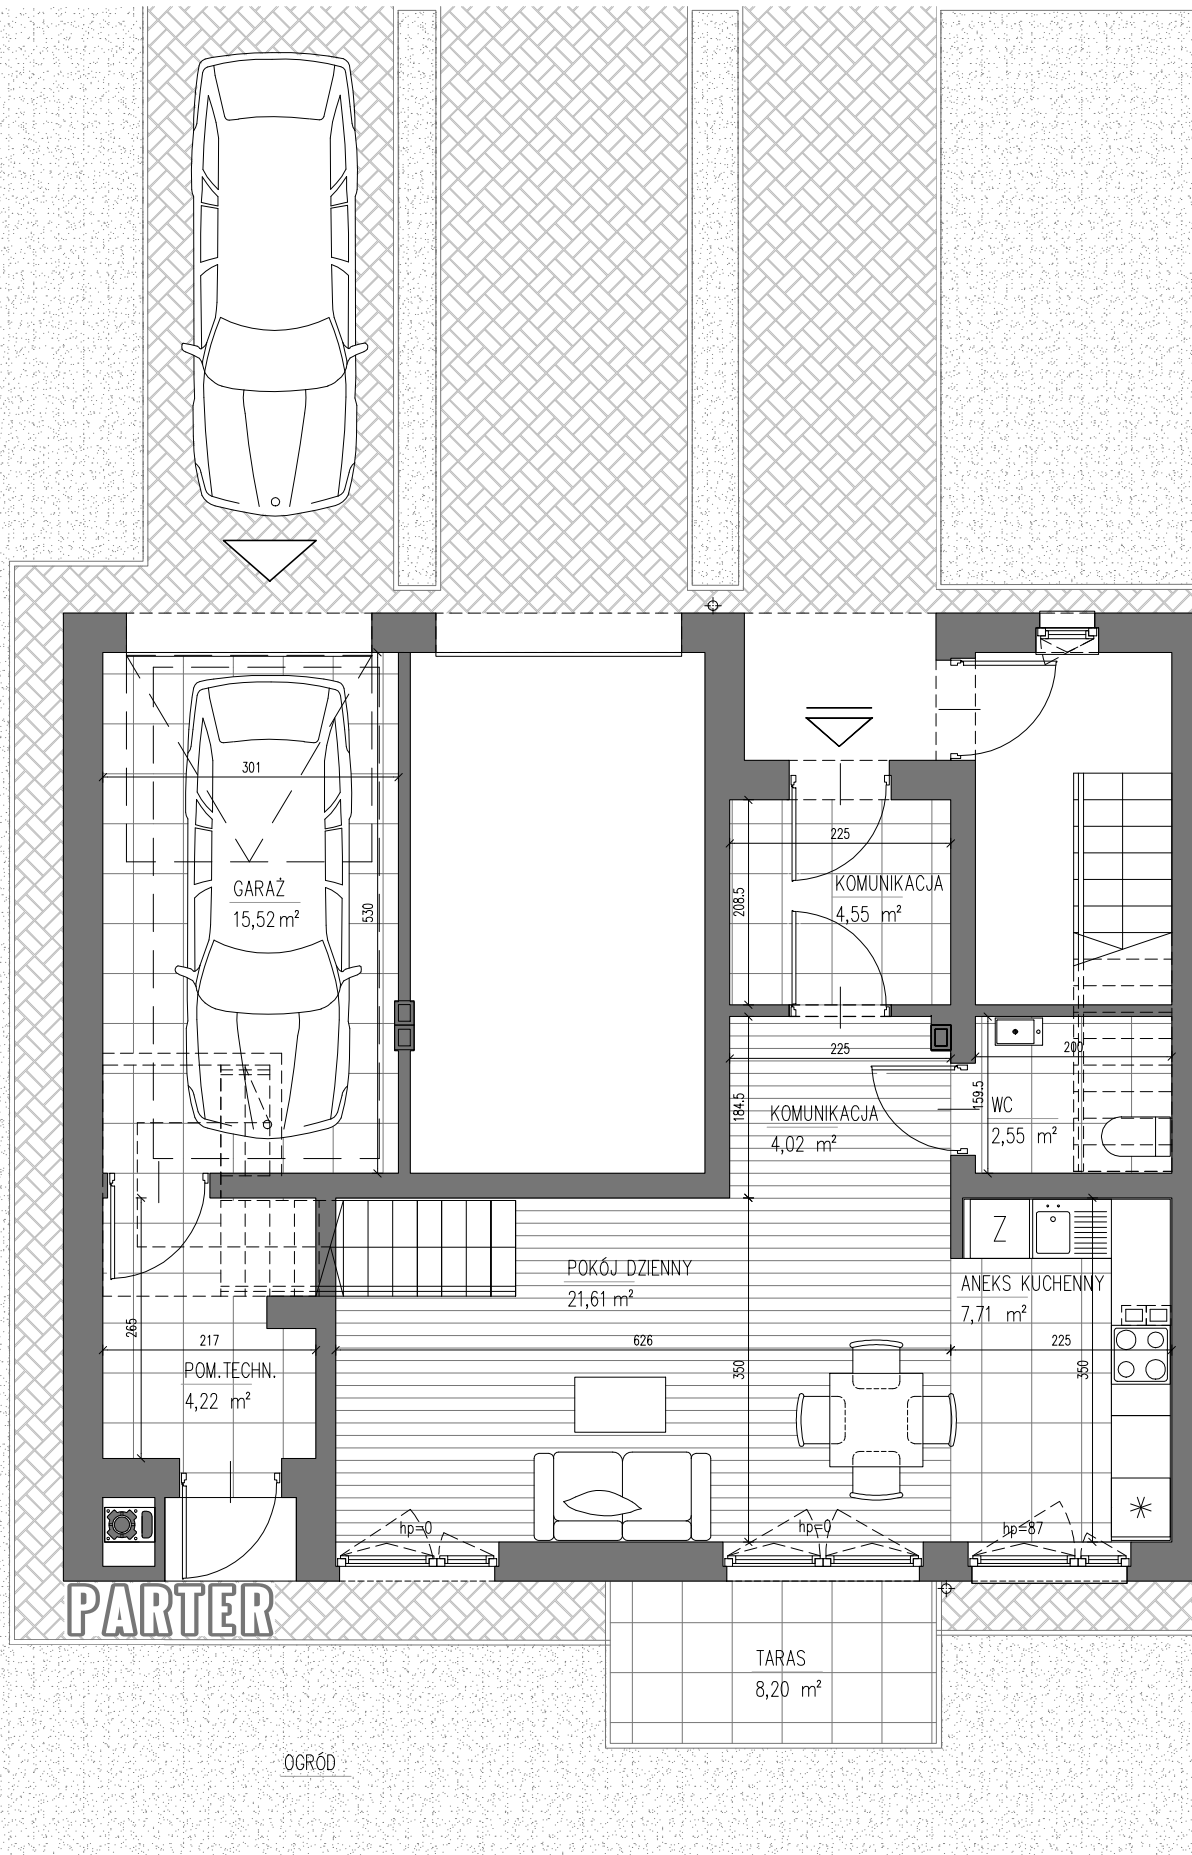 301
GARAŻ
15,52 m²
530
225
KOMUNIKACJA
4,55 m²
208.5
225
KOMUNIKACJA
4,02 m²
184.5
200
159.5
WC
2,55 m²
POKÓJ DZIENNY
21,61 m²
Z
ANEKS KUCHENNY
7,71 m²
265
217
626
225
350
350
POM.TECHN.
4,22 m²
hp=0
hp=0
hp=87
PARTER
TARAS
8,20 m²
OGRÓD